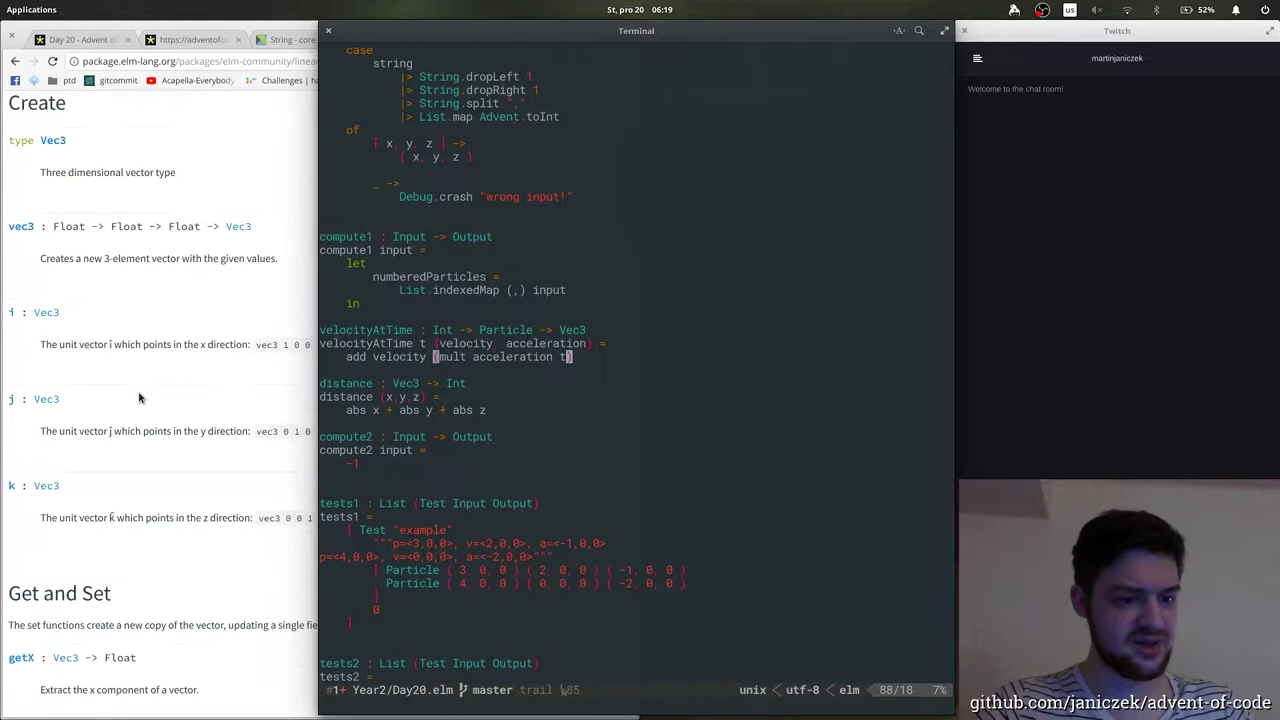 Applications
St, pro 20 06:19
us
52%
Day 20 - Advent o
https://adventofco
String - core
package.elm-lang.org/packages/elm-community/linear
ptd
gitcommit
Acapella-Everybody
Challenges | ha
Create
type Vec3
Three dimensional vector type
vec3 : Float -> Float -> Float -> Vec3
Creates a new 3-element vector with the given values.
i : Vec3
The unit vector î which points in the x direction: vec3 1 0 0
j : Vec3
The unit vector ĵ which points in the y direction: vec3 0 1 0
k : Vec3
The unit vector k̂ which points in the z direction: vec3 0 0 1
Get and Set
The set functions create a new copy of the vector, updating a single fie
getX : Vec3 -> Float
Extract the x component of a vector.
Terminal
case
string
|> String.dropLeft 1
|> String.dropRight 1
|> String.split ","
|> List.map Advent.toInt
of
[ x, y, z ] ->
( x, y, z )
_ ->
Debug.crash "wrong input!"
compute1 : Input -> Output
compute1 input =
let
numberedParticles =
List.indexedMap (,) input
in
velocityAtTime : Int -> Particle -> Vec3
velocityAtTime t {velocity, acceleration} =
add velocity (mult acceleration t)
distance : Vec3 -> Int
distance (x,y,z) =
abs x + abs y + abs z
compute2 : Input -> Output
compute2 input =
-1
tests1 : List (Test Input Output)
tests1 =
[ Test "example"
"""p=<3,0,0>, v=<2,0,0>, a=<-1,0,0>
p=<4,0,0>, v=<0,0,0>, a=<-2,0,0>"""
[ Particle ( 3, 0, 0 ) ( 2, 0, 0 ) ( -1, 0, 0 )
, Particle ( 4, 0, 0 ) ( 0, 0, 0 ) ( -2, 0, 0 )
]
0
]
tests2 : List (Test Input Output)
tests2 =
#1+ Year2/Day20.elm master trail
unix utf-8 elm 88/18 7%
Twitch
martinjaniczek
Welcome to the chat room!
github.com/janiczek/advent-of-code